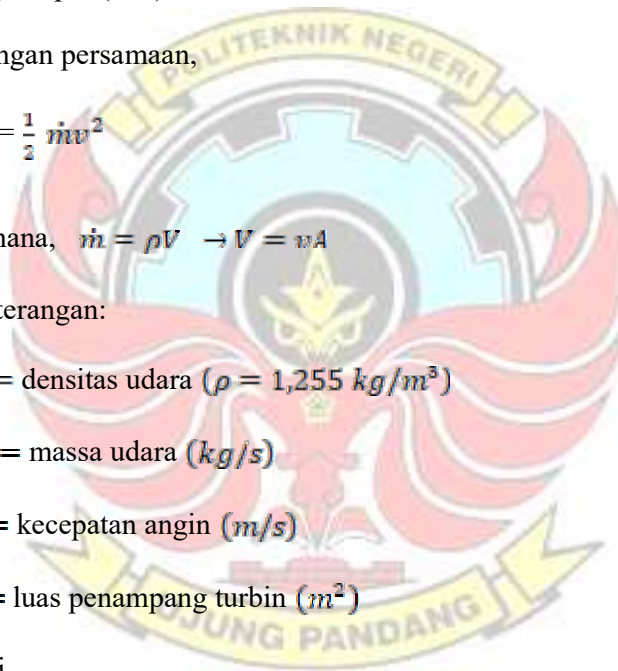 ngan persamaan,
= 1/2 ṁv²
nana, ṁ = ρV → V = vA
terangan:
= densitas udara (ρ = 1,255 kg/m³)
= massa udara (kg/s)
= kecepatan angin (m/s)
= luas penampang turbin (m²)
POLITEKNIK NEGERI
UJUNG PANDANG